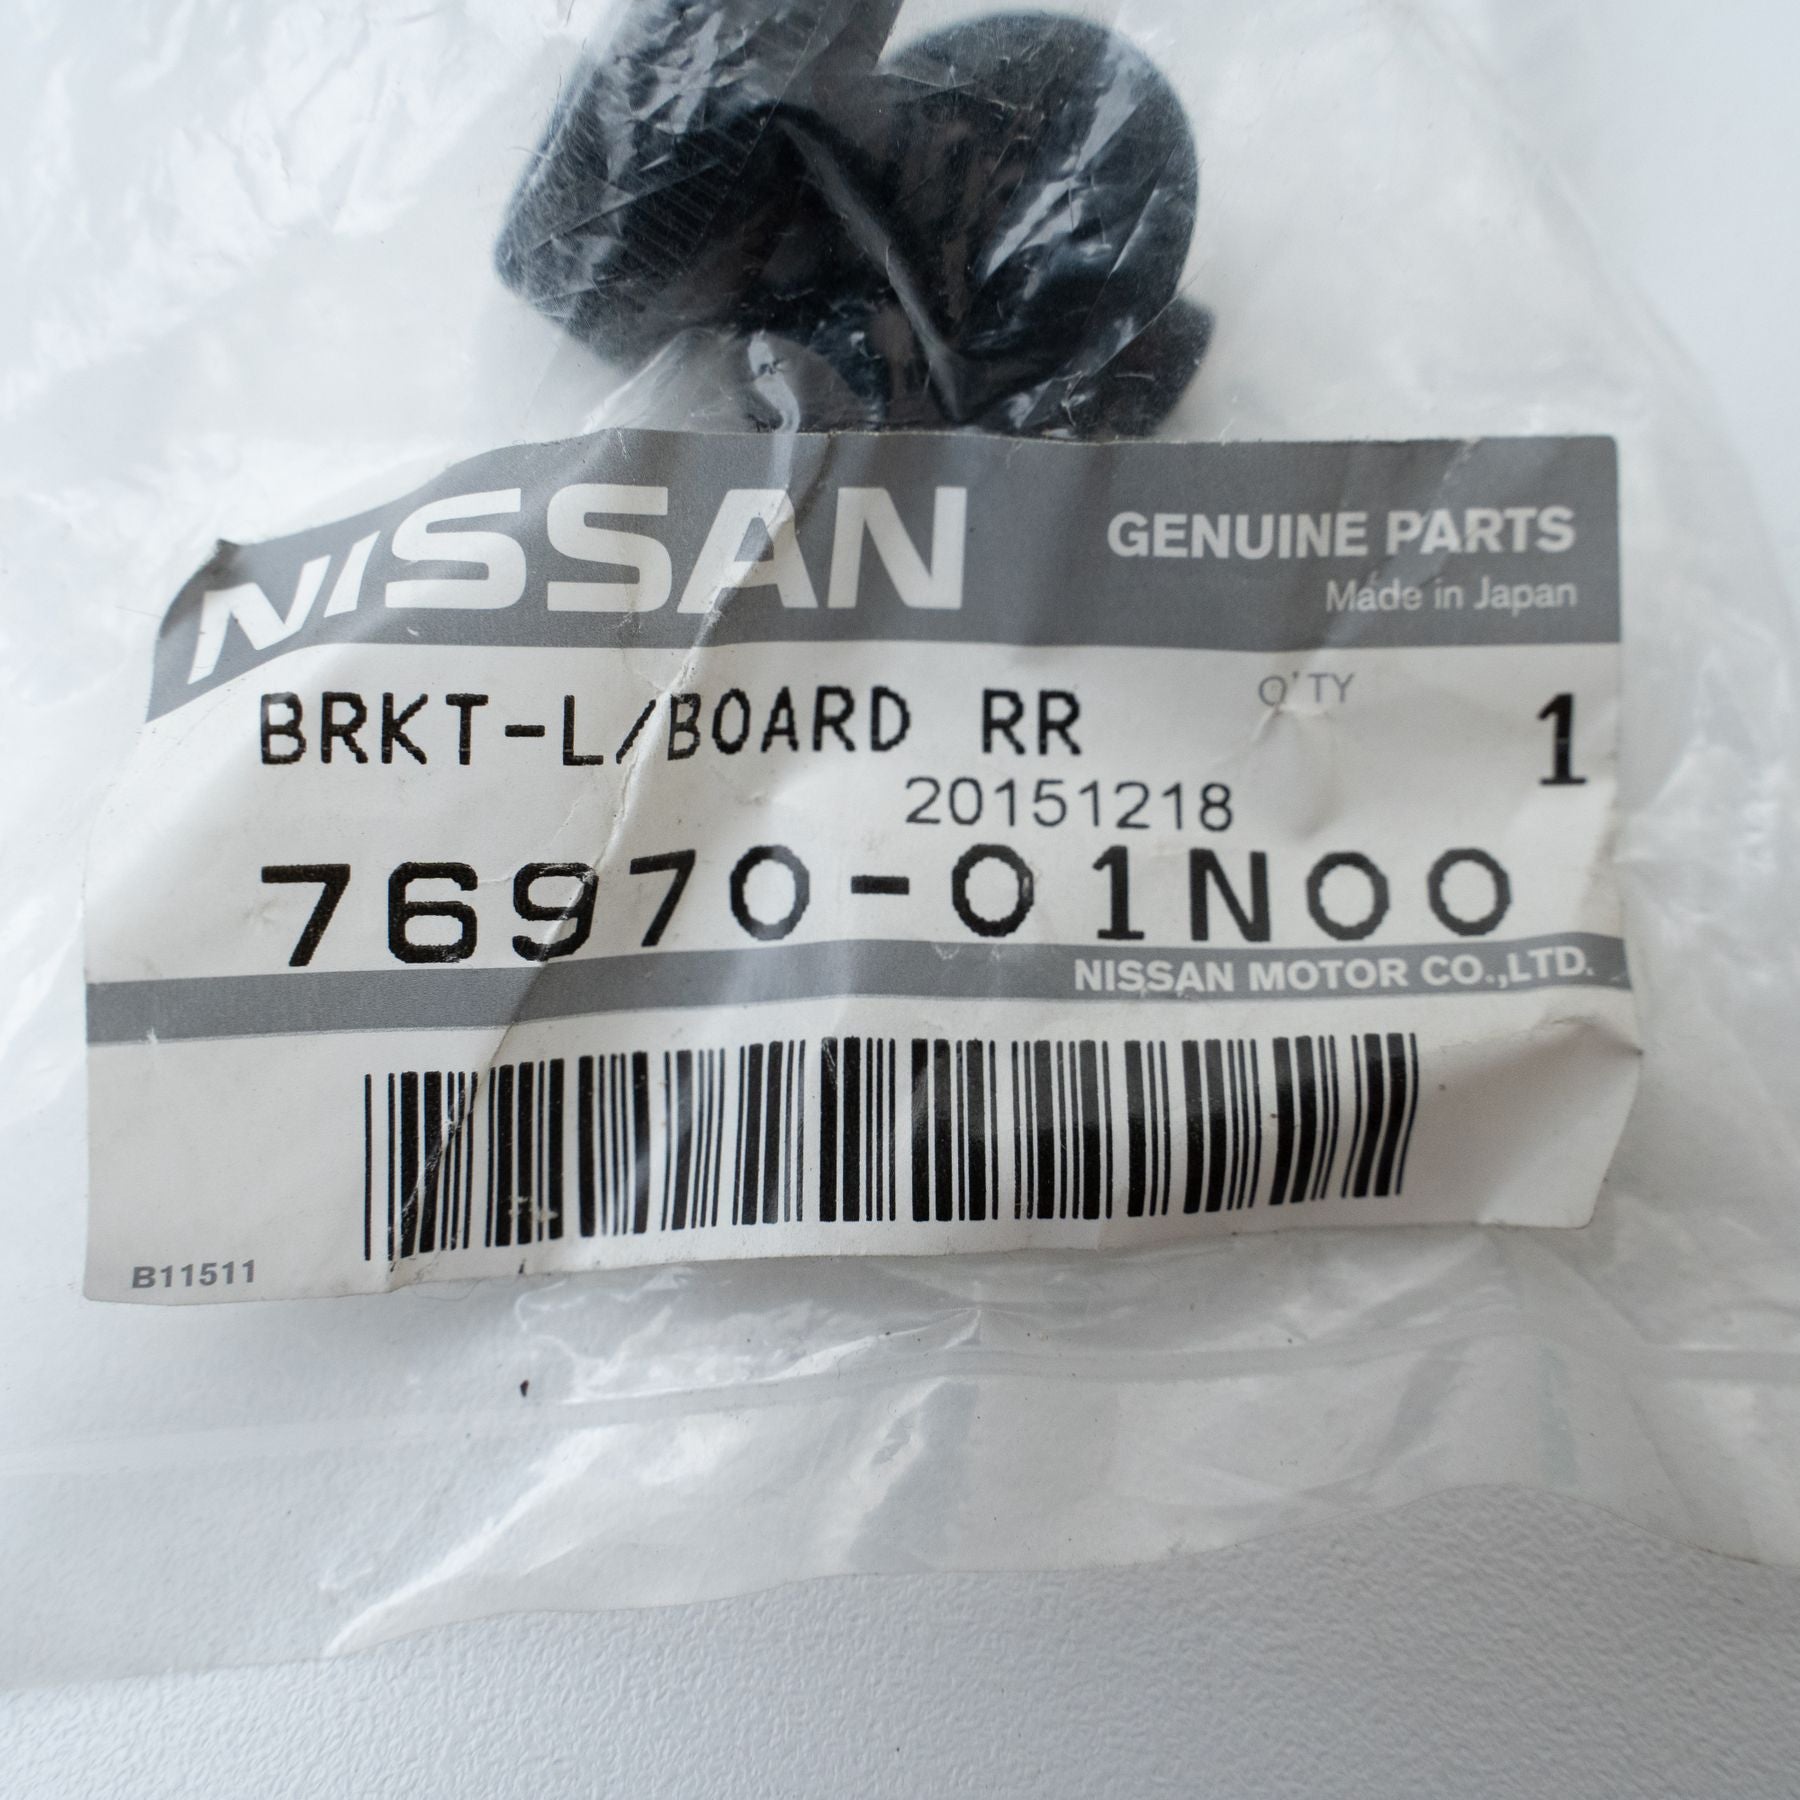 NISSAN
GENUINE PARTS
Made in Japan
BRKT-L/BOARD RR
Q'TY
1
20151218
76970-01N00
NISSAN MOTOR CO.,LTD.
B11511